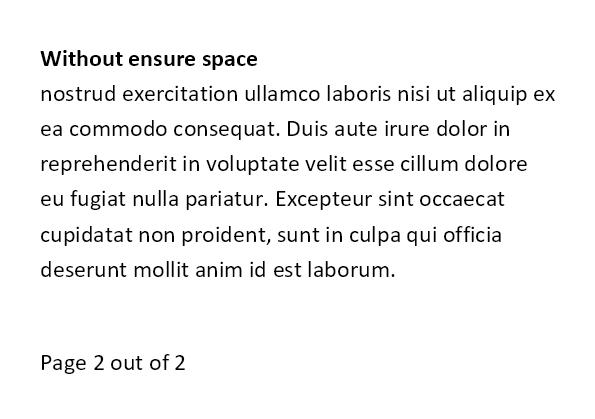 Without ensure space
nostrud exercitation ullamco laboris nisi ut aliquip ex
ea commodo consequat. Duis aute irure dolor in
reprehenderit in voluptate velit esse cillum dolore
eu fugiat nulla pariatur. Excepteur sint occaecat
cupidatat non proident, sunt in culpa qui officia
deserunt mollit anim id est laborum.
Page 2 out of 2